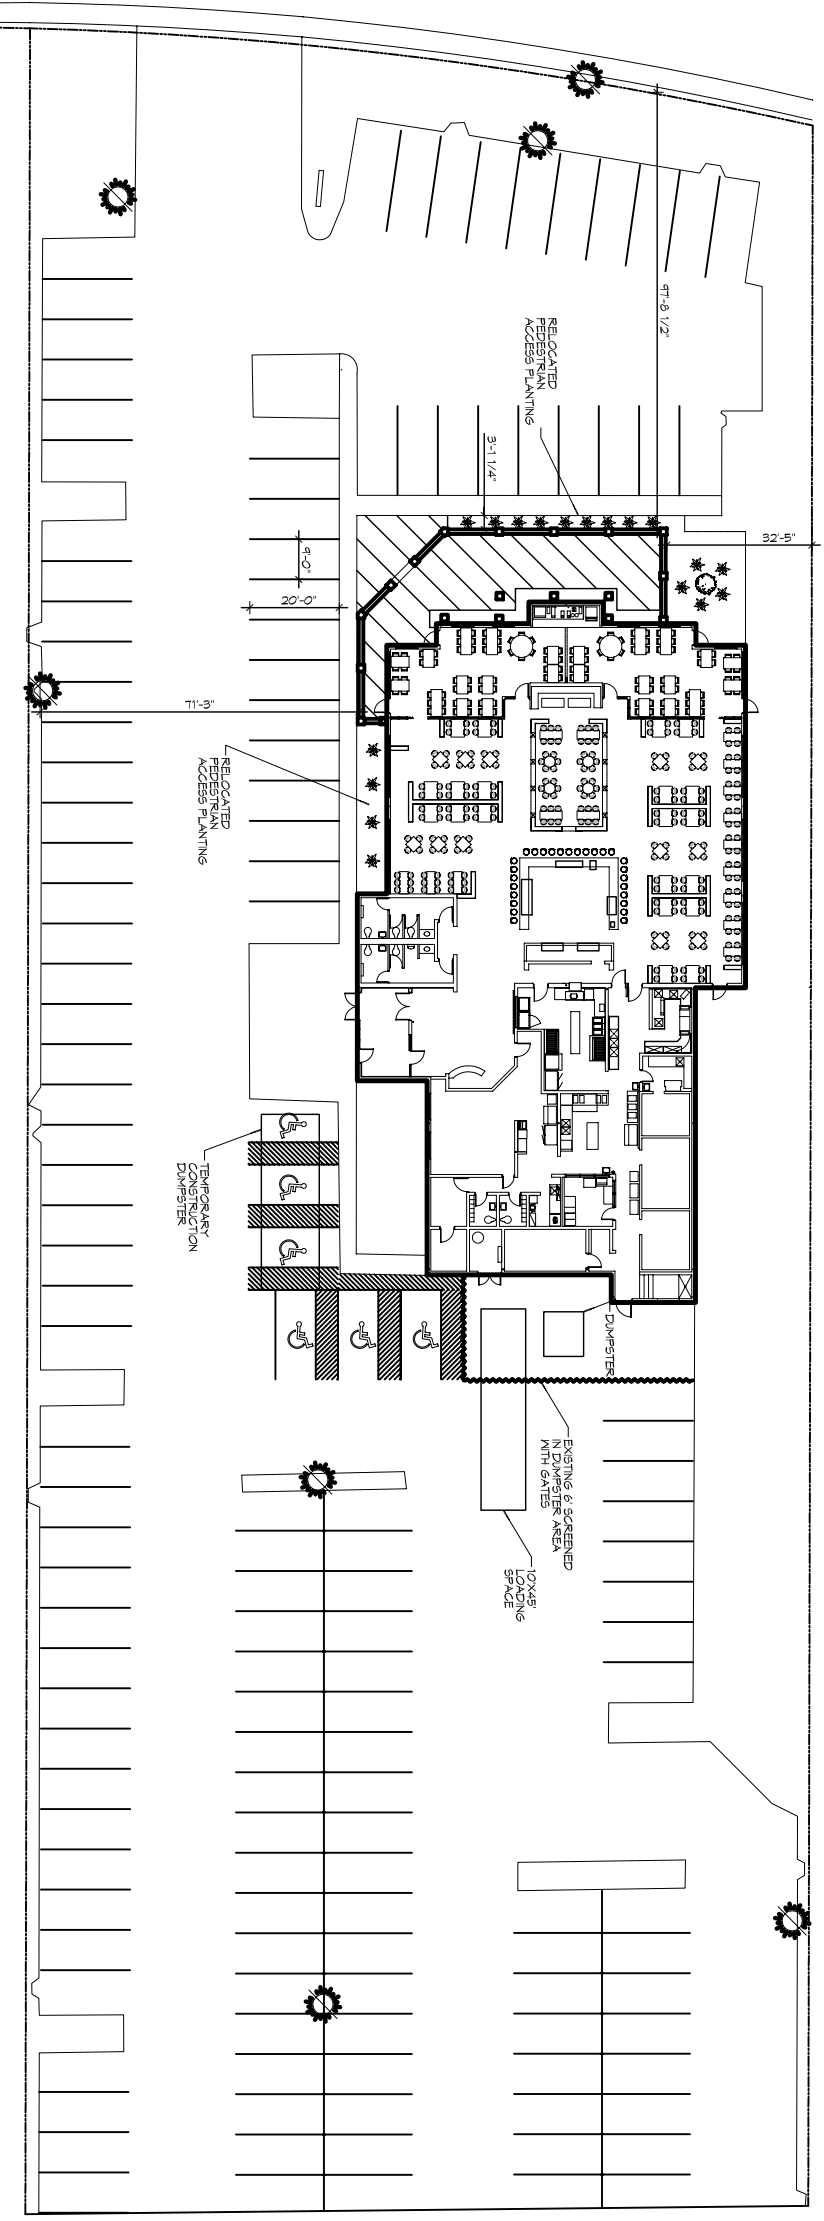 97'-8 1/2"
RELOCATED
PEDESTRIAN
ACCESS PLANTING
3'-1 1/4"
32'-5"
9'-0"
20'-0"
71'-3"
RELOCATED
PEDESTRIAN
ACCESS PLANTING
TEMPORARY
CONSTRUCTION
DUMPSTER
DUMPSTER
EXISTING 6' SCREENED
IN DUMPSTER AREA
WITH GATES
10'X45'
LOADING
SPACE